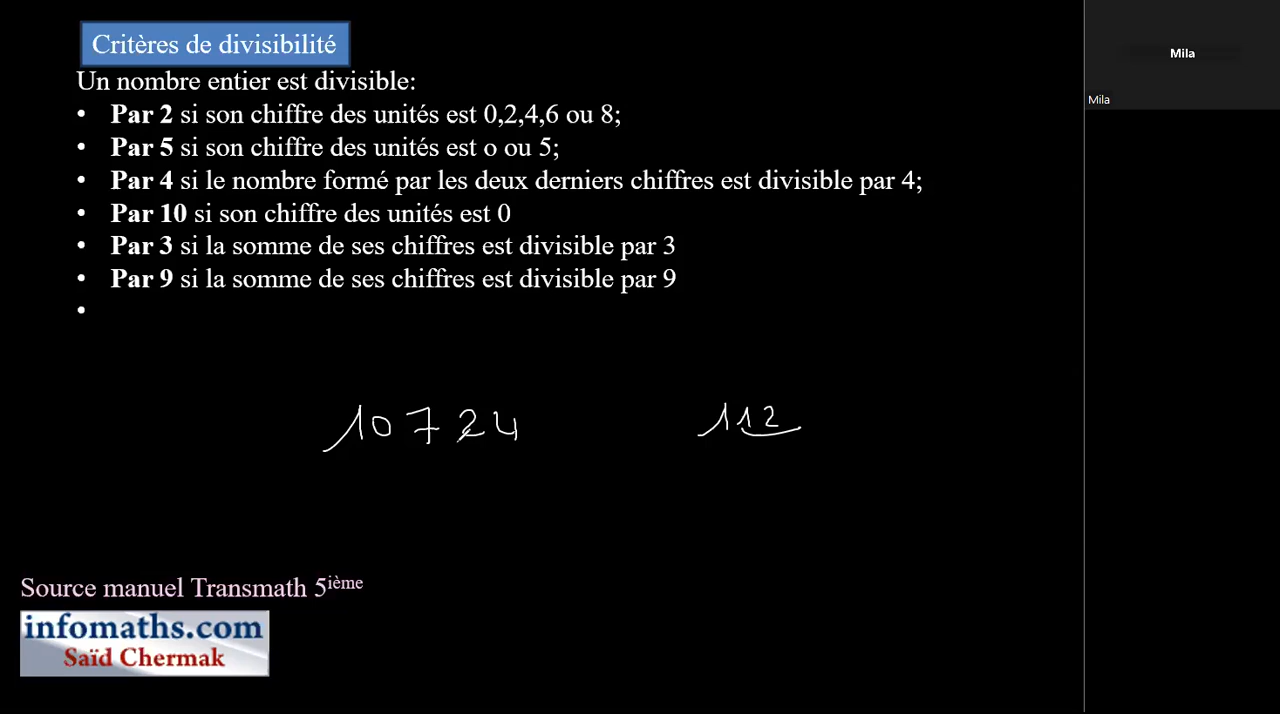 Critères de divisibilité
Un nombre entier est divisible:
• Par 2 si son chiffre des unités est 0,2,4,6 ou 8;
• Par 5 si son chiffre des unités est o ou 5;
• Par 4 si le nombre formé par les deux derniers chiffres est divisible par 4;
• Par 10 si son chiffre des unités est 0
• Par 3 si la somme de ses chiffres est divisible par 3
• Par 9 si la somme de ses chiffres est divisible par 9
•
10724 112
Source manuel Transmath 5ième
infomaths.com
Saïd Chermak
Mila
Mila